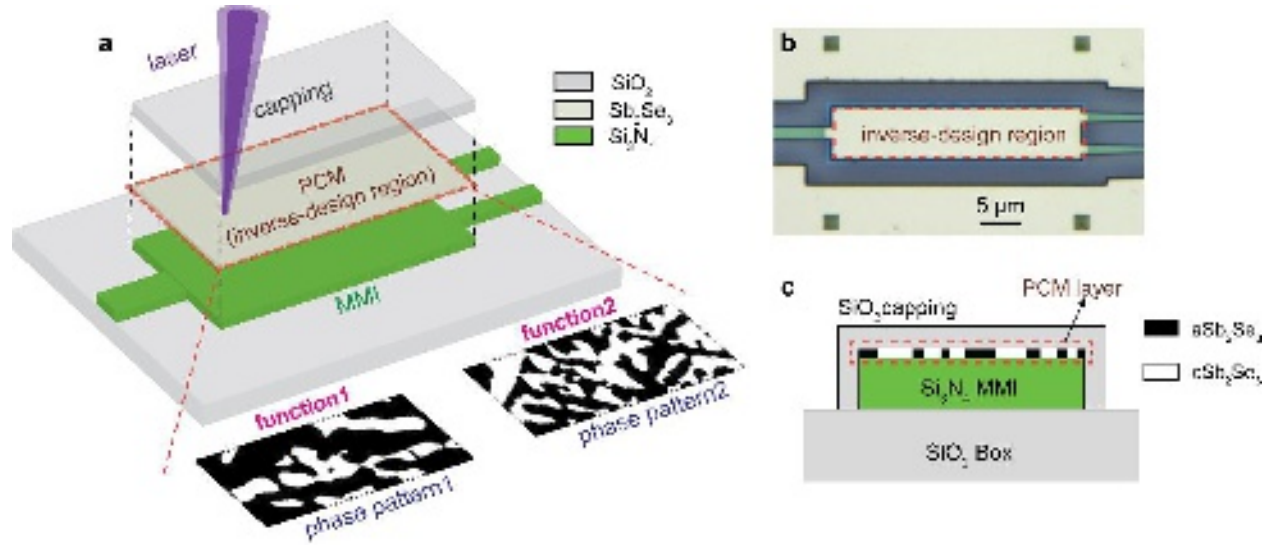 a
laser
capping
PCM
(inverse-design region)
MMI
SiO2
Sb2Se3
Si3N4
function1
phase pattern1
function2
phase pattern2
b
inverse-design region
5 μm
c
PCM layer
SiO2 capping
aSb2Se3
cSb2Se3
Si3N4 MMI
SiO2 Box